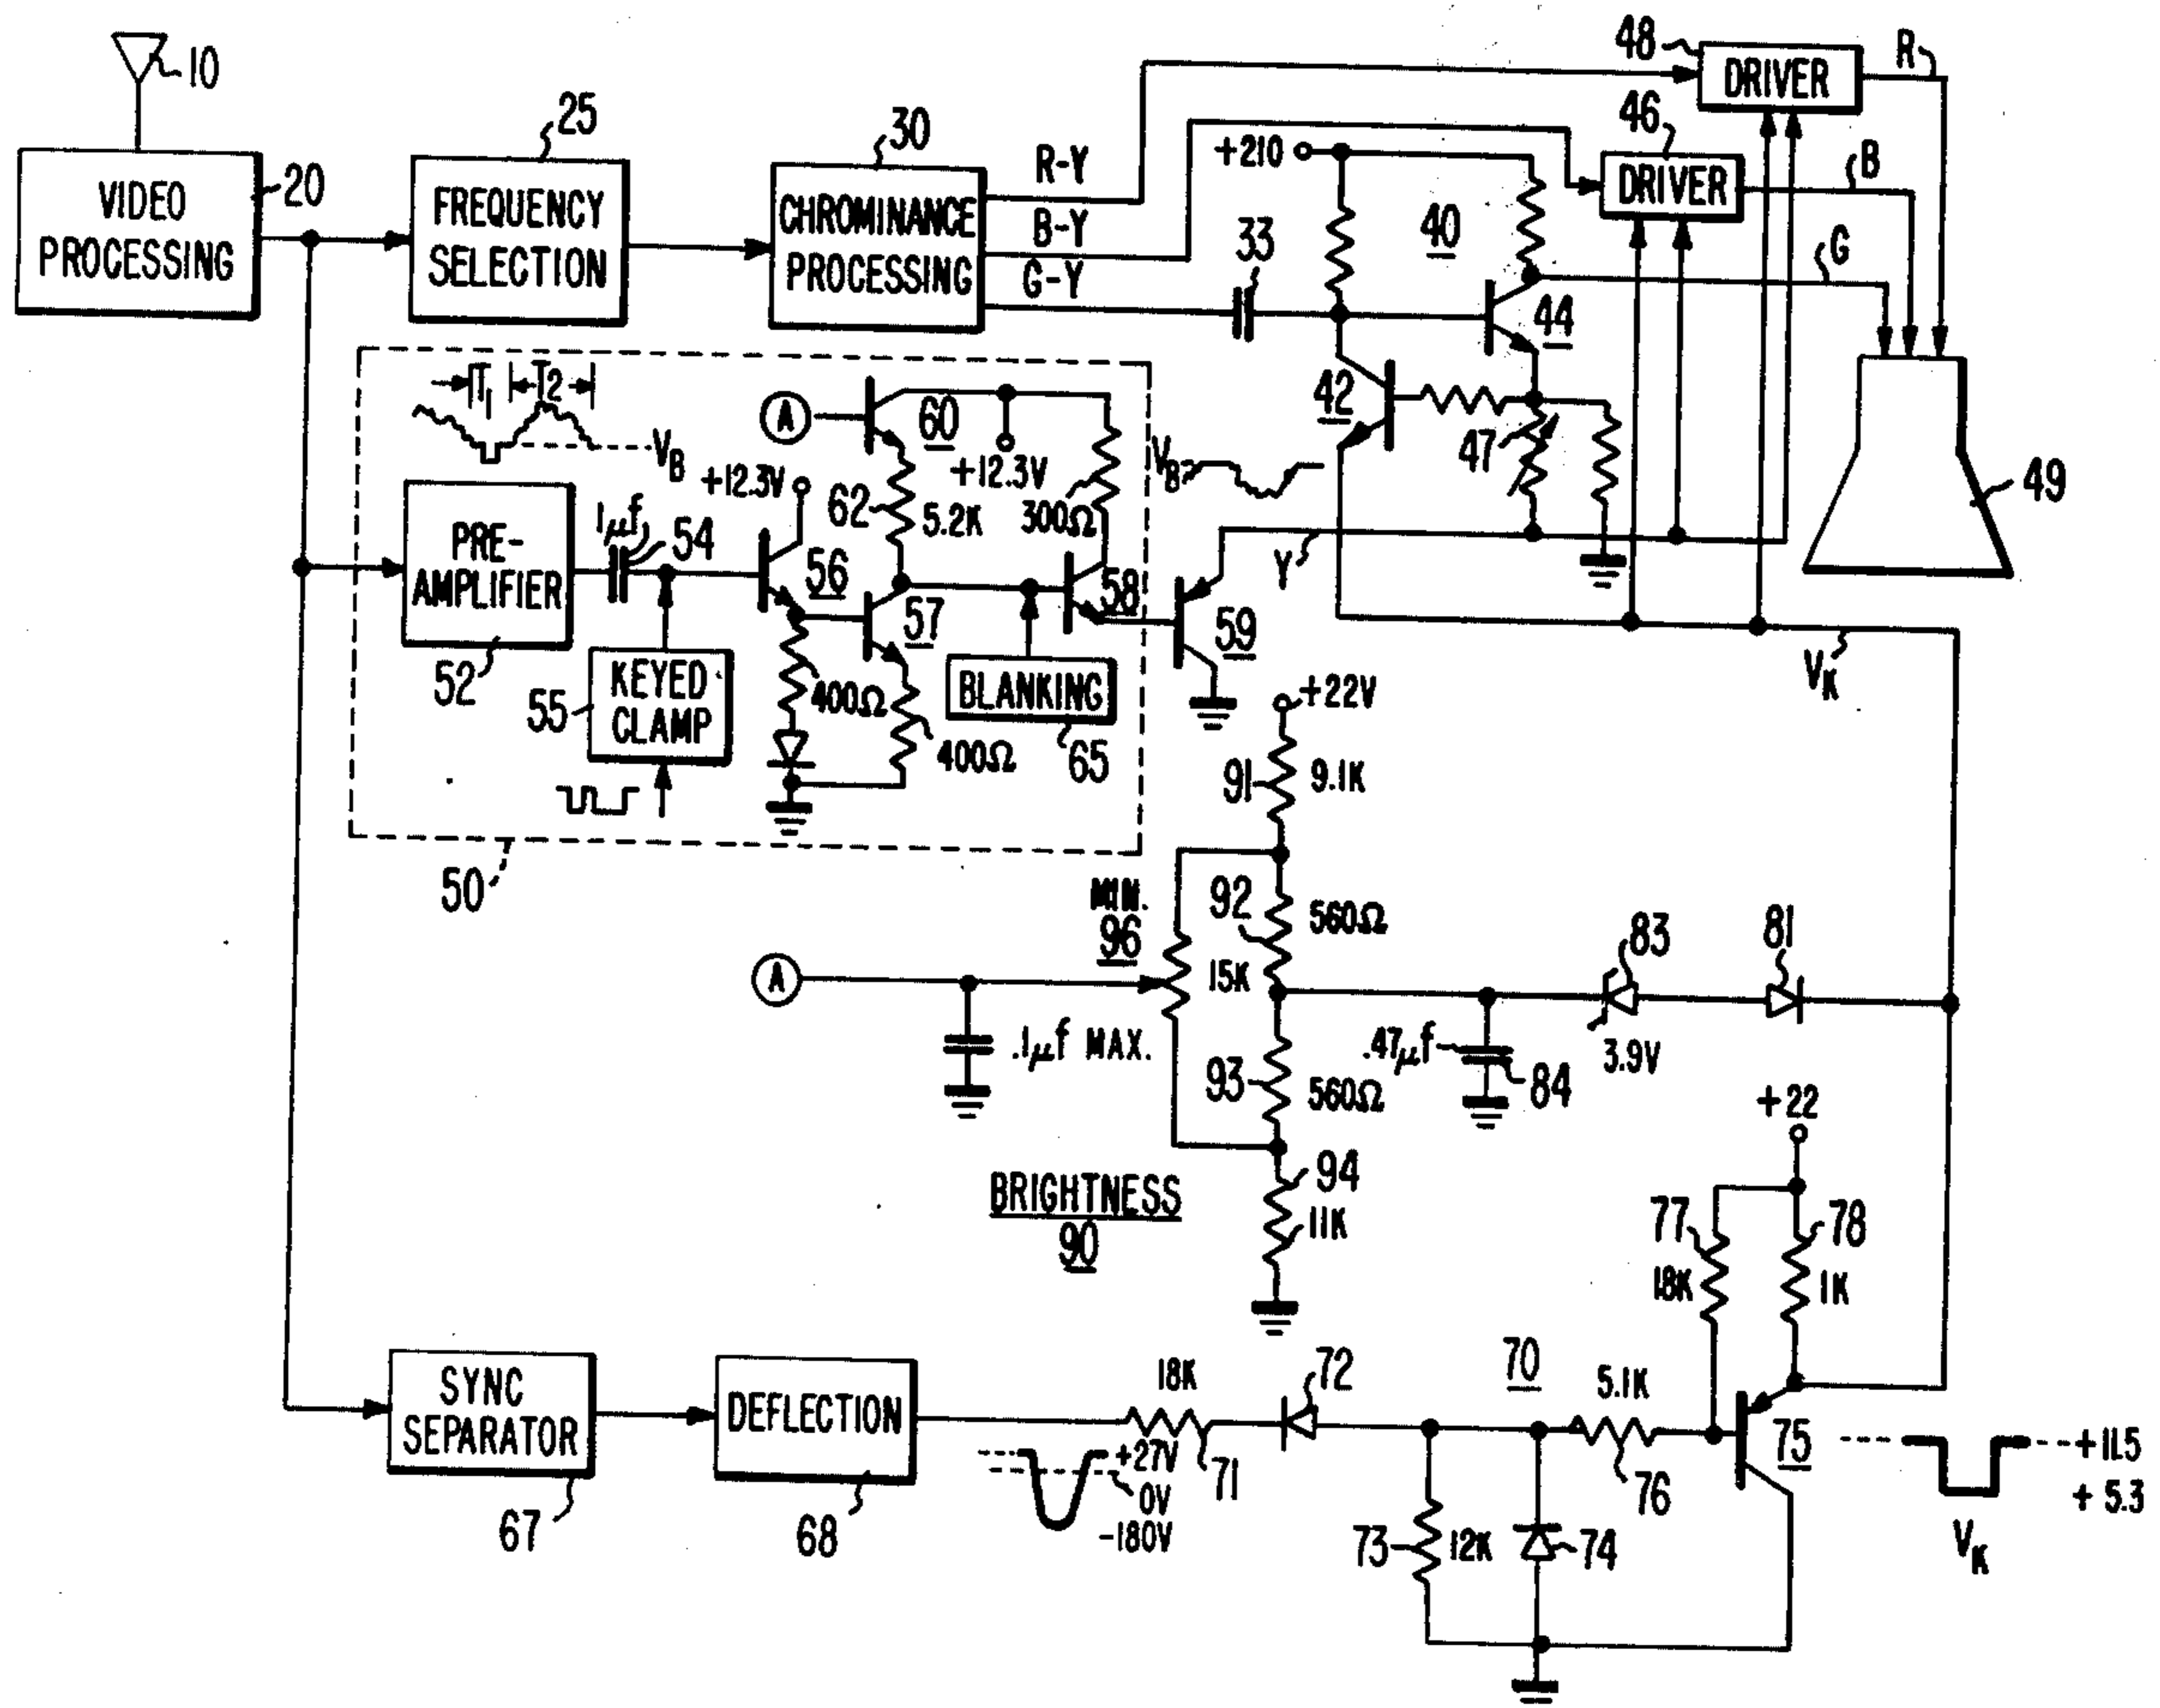 10
VIDEO
PROCESSING
20
25
FREQUENCY
SELECTION
30
CHROMINANCE
PROCESSING
R-Y
B-Y
G-Y
48
DRIVER
R
46
DRIVER
B
+210
40
33
G
44
42
47
49
T1
T2
VB
A
60
+12.3V
+12.3V
62
5.2K
300Ω
VB
PRE-
AMPLIFIER
52
1μf
54
56
57
58
59
Y
VK
KEYED
CLAMP
55
400Ω
400Ω
BLANKING
65
50
+22V
91
9.1K
MIN.
96
92
560Ω
15K
A
.1μf MAX.
93
560Ω
83
3.9V
81
.47μf
84
94
11K
BRIGHTNESS
90
+22
77
18K
78
1K
SYNC
SEPARATOR
67
DEFLECTION
68
18K
71
72
+27V
0V
-180V
70
5.1K
76
73
12K
74
75
+11.5
+5.3
VK